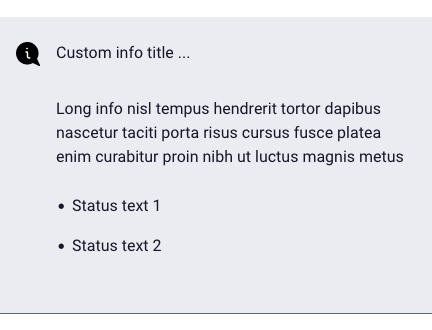 Custom info title ...
Long info nisl tempus hendrerit tortor dapibus
nascetur taciti porta risus cursus fusce platea
enim curabitur proin nibh ut luctus magnis metus
• Status text 1
• Status text 2